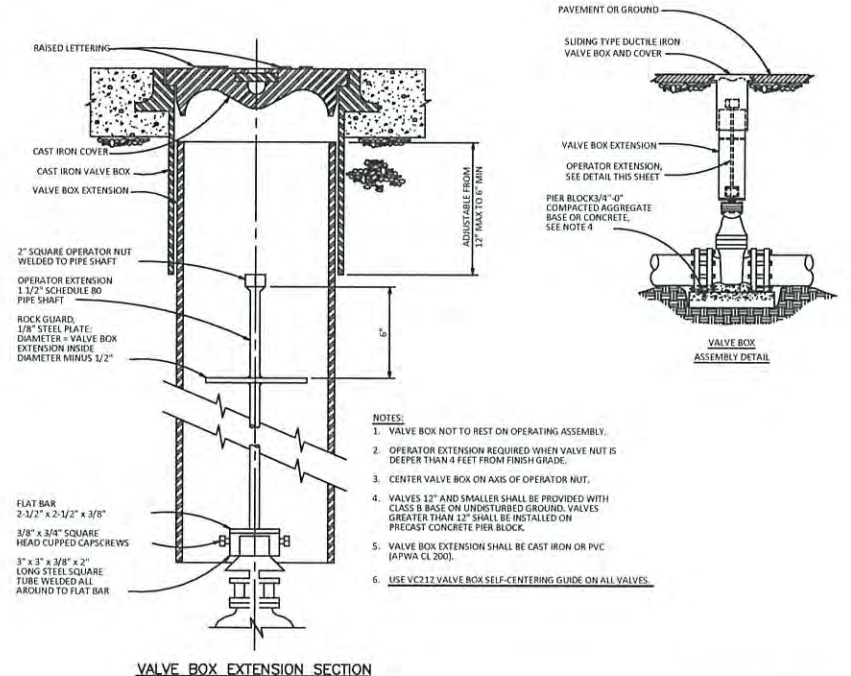 RAISED LETTERING
CAST IRON COVER
CAST IRON VALVE BOX
VALVE BOX EXTENSION
ADJUSTABLE FROM
12" MAX TO 6" MIN
2" SQUARE OPERATOR NUT
WELDED TO PIPE SHAFT
OPERATOR EXTENSION
1 1/2" SCHEDULE 80
PIPE SHAFT
ROCK GUARD,
1/8" STEEL PLATE:
DIAMETER = VALVE BOX
EXTENSION INSIDE
DIAMETER MINUS 1/2"
6"
FLAT BAR
2-1/2" x 2-1/2" x 3/8"
3/8" x 3/4" SQUARE
HEAD CUPPED CAPSCREWS
3" x 3" x 3/8" x 2"
LONG STEEL SQUARE
TUBE WELDED ALL
AROUND TO FLAT BAR
VALVE BOX EXTENSION SECTION
PAVEMENT OR GROUND
SLIDING TYPE DUCTILE IRON
VALVE BOX AND COVER
VALVE BOX EXTENSION
OPERATOR EXTENSION,
SEE DETAIL THIS SHEET
PIER BLOCK3/4"-0"
COMPACTED AGGREGATE
BASE OR CONCRETE,
SEE NOTE 4
VALVE BOX
ASSEMBLY DETAIL
NOTES:
1. VALVE BOX NOT TO REST ON OPERATING ASSEMBLY.
2. OPERATOR EXTENSION REQUIRED WHEN VALVE NUT IS
DEEPER THAN 4 FEET FROM FINISH GRADE.
3. CENTER VALVE BOX ON AXIS OF OPERATOR NUT.
4. VALVES 12" AND SMALLER SHALL BE PROVIDED WITH
CLASS B BASE ON UNDISTURBED GROUND. VALVES
GREATER THAN 12" SHALL BE INSTALLED ON
PRECAST CONCRETE PIER BLOCK.
5. VALVE BOX EXTENSION SHALL BE CAST IRON OR PVC
(APWA CL 200).
6. USE VC212 VALVE BOX SELF-CENTERING GUIDE ON ALL VALVES.